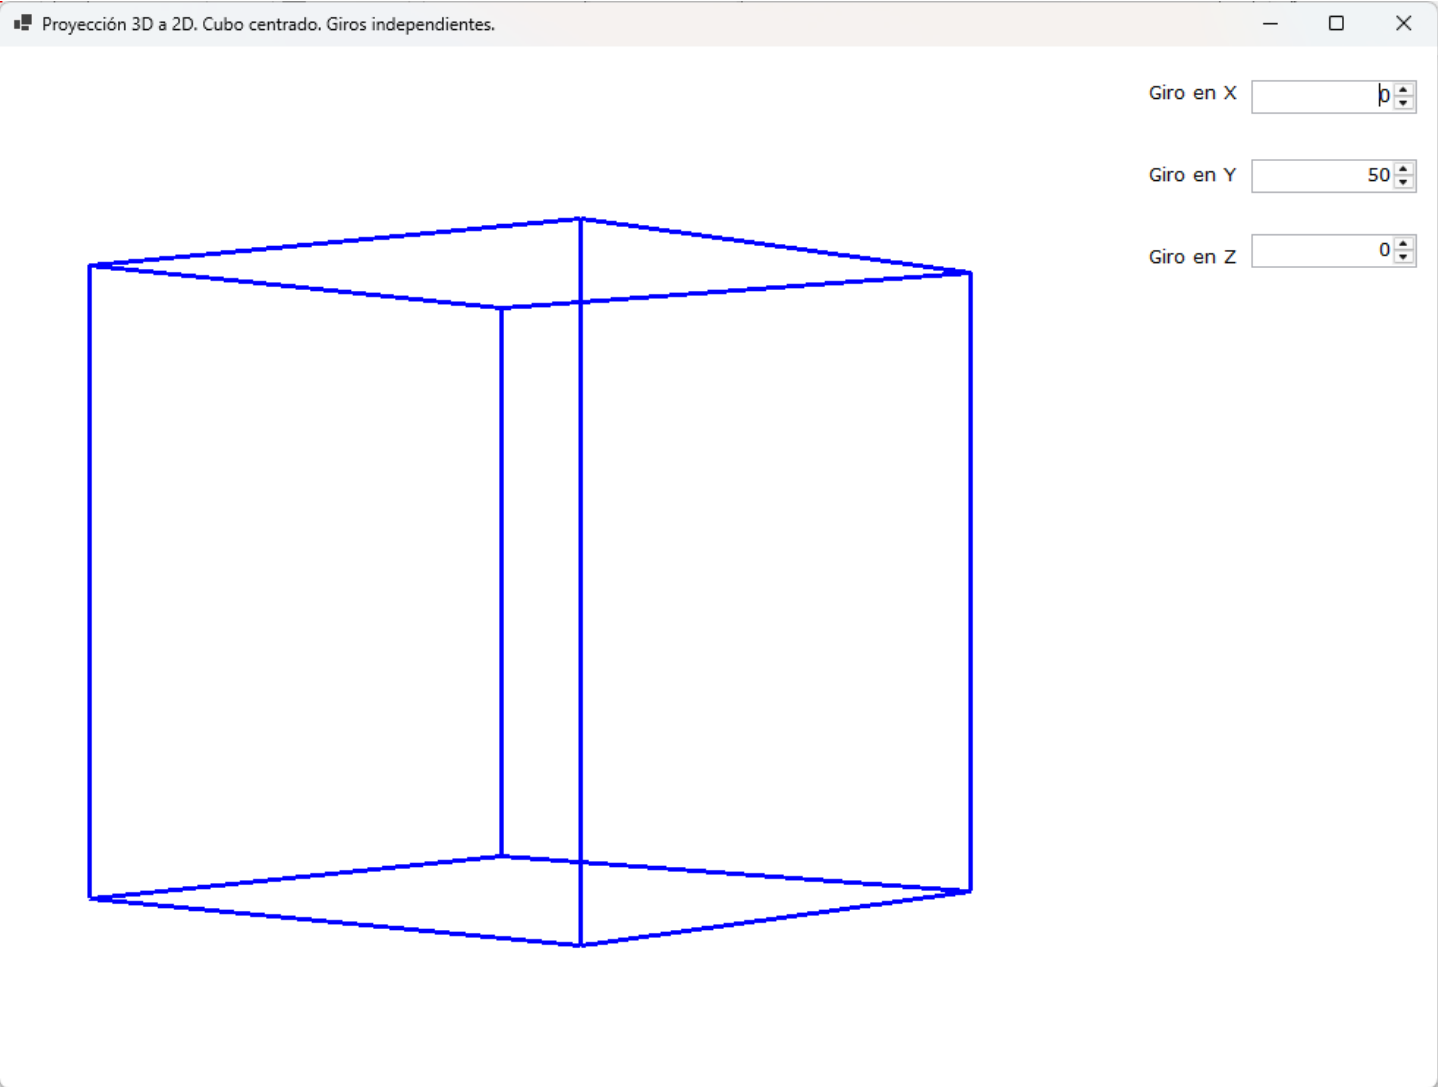 Proyección 3D a 2D. Cubo centrado. Giros independientes.
Giro en X 0
Giro en Y 50
Giro en Z 0